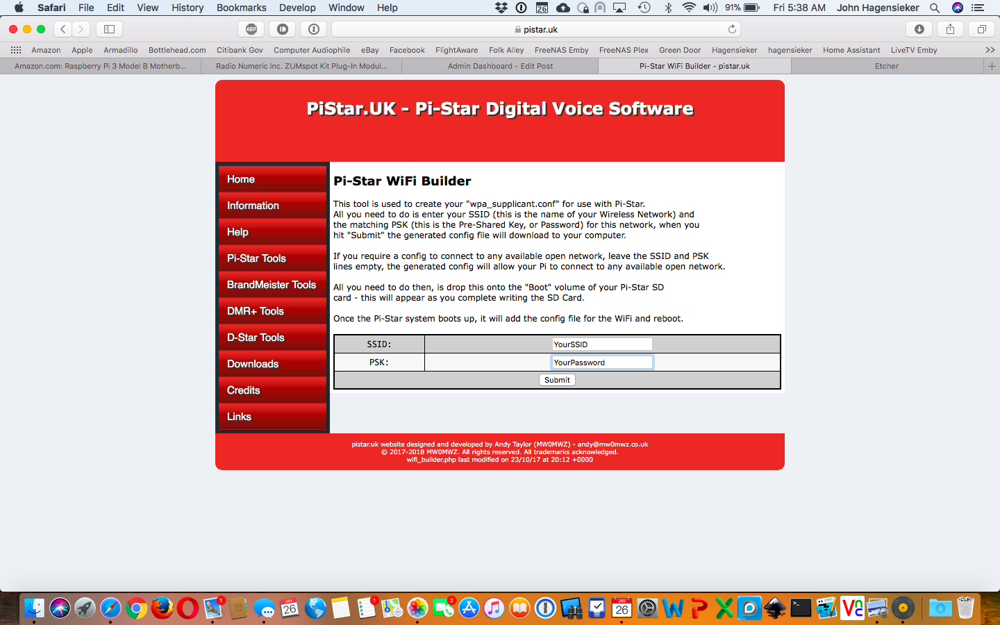 Safari File Edit View History Bookmarks Develop Window Help 26 91% Fri 5:38 AM John Hagensieker
ABP pistar.uk
Amazon Apple Armadillo Bottlehead.com Citibank Gov Computer Audiophile eBay Facebook FlightAware Folk Alley FreeNAS Emby FreeNAS Plex Green Door Hagensieker hagensieker Home Assistant LiveTV Emby >>
Amazon.com: Raspberry Pi 3 Model B Motherb... Radio Numeric Inc. ZUMspot Kit Plug-In Modul... Admin Dashboard - Edit Post Pi-Star WiFi Builder - pistar.uk Etcher +
PiStar.UK - Pi-Star Digital Voice Software
Home
Information
Help
Pi-Star Tools
BrandMeister Tools
DMR+ Tools
D-Star Tools
Downloads
Credits
Links
Pi-Star WiFi Builder
This tool is used to create your "wpa_supplicant.conf" for use with Pi-Star.
All you need to do is enter your SSID (this is the name of your Wireless Network) and
the matching PSK (this is the Pre-Shared Key, or Password) for this network, when you
hit "Submit" the generated config file will download to your computer.
If you require a config to connect to any available open network, leave the SSID and PSK
lines empty, the generated config will allow your Pi to connect to any available open network.
All you need to do then, is drop this onto the "Boot" volume of your Pi-Star SD
card - this will appear as you complete writing the SD Card.
Once the Pi-Star system boots up, it will add the config file for the WiFi and reboot.
SSID: YourSSID
PSK: YourPassword
Submit
pistar.uk website designed and developed by Andy Taylor (MW0MWZ) - andy@mw0mwz.co.uk
© 2017-2018 MW0MWZ. All rights reserved. All trademarks acknowledged.
wifi_builder.php last modified on 23/10/17 at 20:12 +0000
1 JAN 26 1 2 JAN 26 W P X >_ VNC